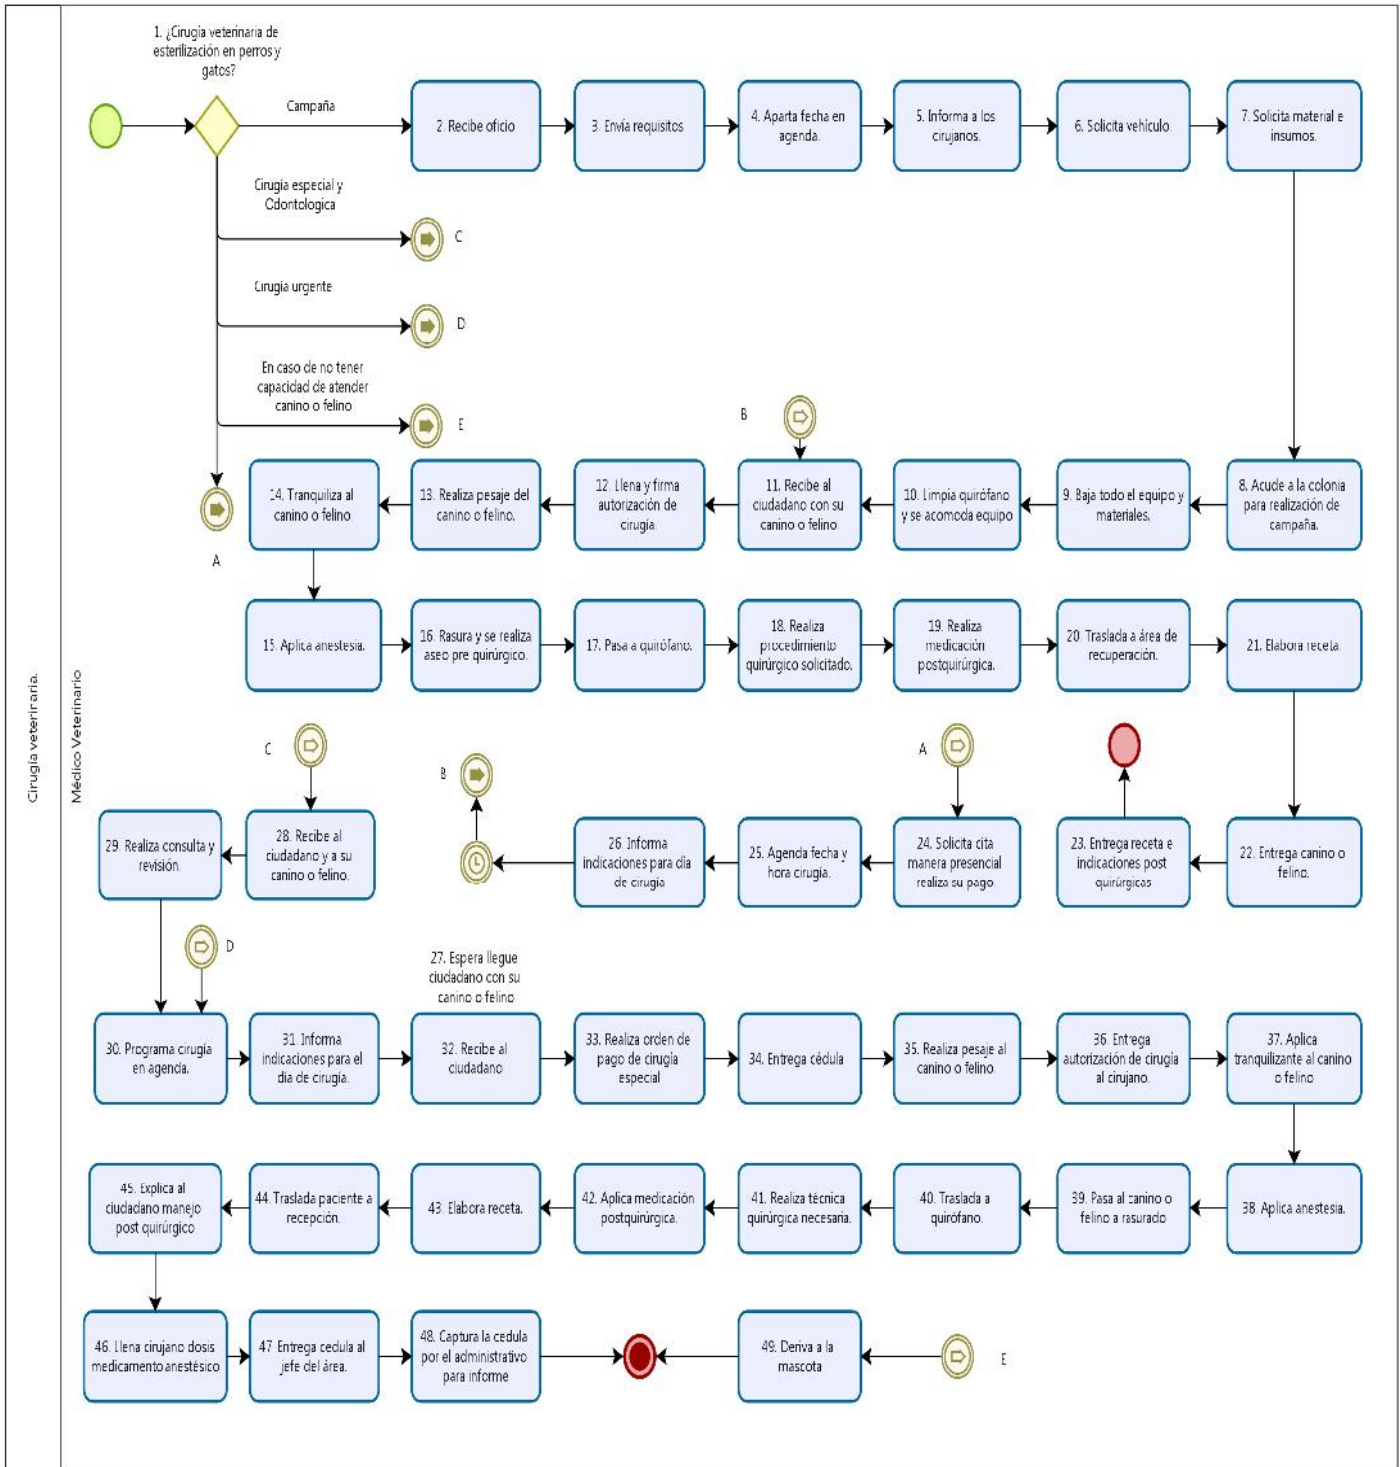 Cirugía veterinaria.
Médico Veterinario
1. ¿Cirugía veterinaria de
esterilización en perros y
gatos?
Campaña
2. Recibe oficio
3. Envía requisitos
4. Aparta fecha en
agenda.
5. Informa a los
cirujanos.
6. Solicita vehículo.
7. Solicita material e
insumos.
Cirugía especial y
Odontologica
C
Cirugía urgente
D
En caso de no tener
capacidad de atender
canino o felino
E
A
B
14. Tranquiliza al
canino o felino.
13. Realiza pesaje del
canino o felino.
12. Llena y firma
autorización de
cirugía.
11. Recibe al
ciudadano con su
canino o felino.
10. Limpia quirófano
y se acomoda equipo
9. Baja todo el equipo y
materiales.
8. Acude a la colonia
para realización de
campaña.
15. Aplica anestesia.
16. Rasura y se realiza
aseo pre quirúrgico.
17. Pasa a quirófano.
18. Realiza
procedimiento
quirúrgico solicitado.
19. Realiza
medicación
postquirúrgica.
20. Traslada a área de
recuperación.
21. Elabora receta.
C
B
A
29. Realiza consulta y
revisión.
28. Recibe al
ciudadano y a su
canino o felino.
26. Informa
indicaciones para día
de cirugía
25. Agenda fecha y
hora cirugía.
24. Solicita cita
manera presencial
realiza su pago.
23. Entrega receta e
indicaciones post
quirúrgicas
22. Entrega canino o
felino.
D
27. Espera llegue
ciudadano con su
canino o felino
30. Programa cirugía
en agenda.
31. Informa
indicaciones para el
día de cirugía.
32. Recibe al
ciudadano
33. Realiza orden de
pago de cirugía
especial
34. Entrega cédula
35. Realiza pesaje al
canino o felino.
36. Entrega
autorización de cirugía
al cirujano.
37. Aplica
tranquilizante al canino
o felino
45. Explica al
ciudadano manejo
post quirúrgico
44. Traslada paciente a
recepción.
43. Elabora receta.
42. Aplica medicación
postquirúrgica.
41. Realiza técnica
quirúrgica necesaria.
40. Traslada a
quirófano.
39. Pasa al canino o
felino a rasurado
38. Aplica anestesia.
46. Llena cirujano dosis
medicamento anestésico
47 Entrega cedula al
jefe del área.
48. Captura la cedula
por el administrativo
para informe
49. Deriva a la
mascota
E